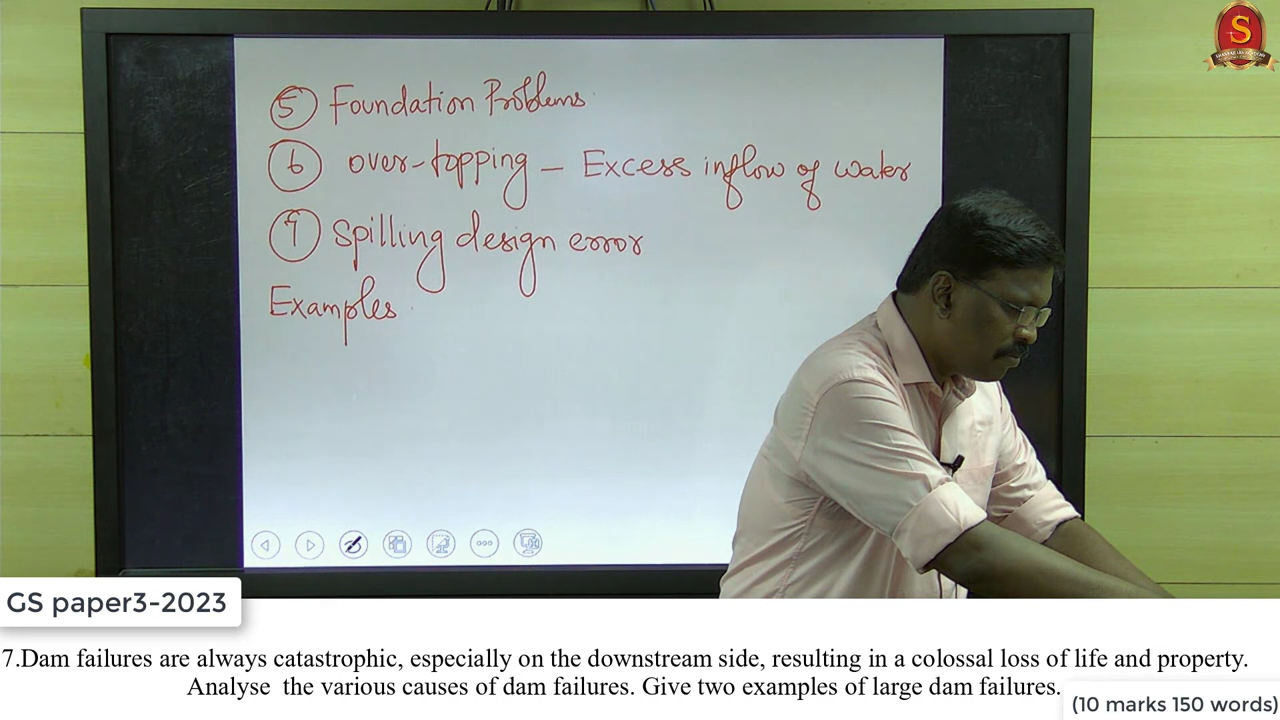 S
⑤ Foundation Problems
⑥ over-topping – Excess inflow of water
⑦ Spilling design error
Examples
GS paper3-2023
7.Dam failures are always catastrophic, especially on the downstream side, resulting in a colossal loss of life and property.
Analyse the various causes of dam failures. Give two examples of large dam failures.
(10 marks 150 words)